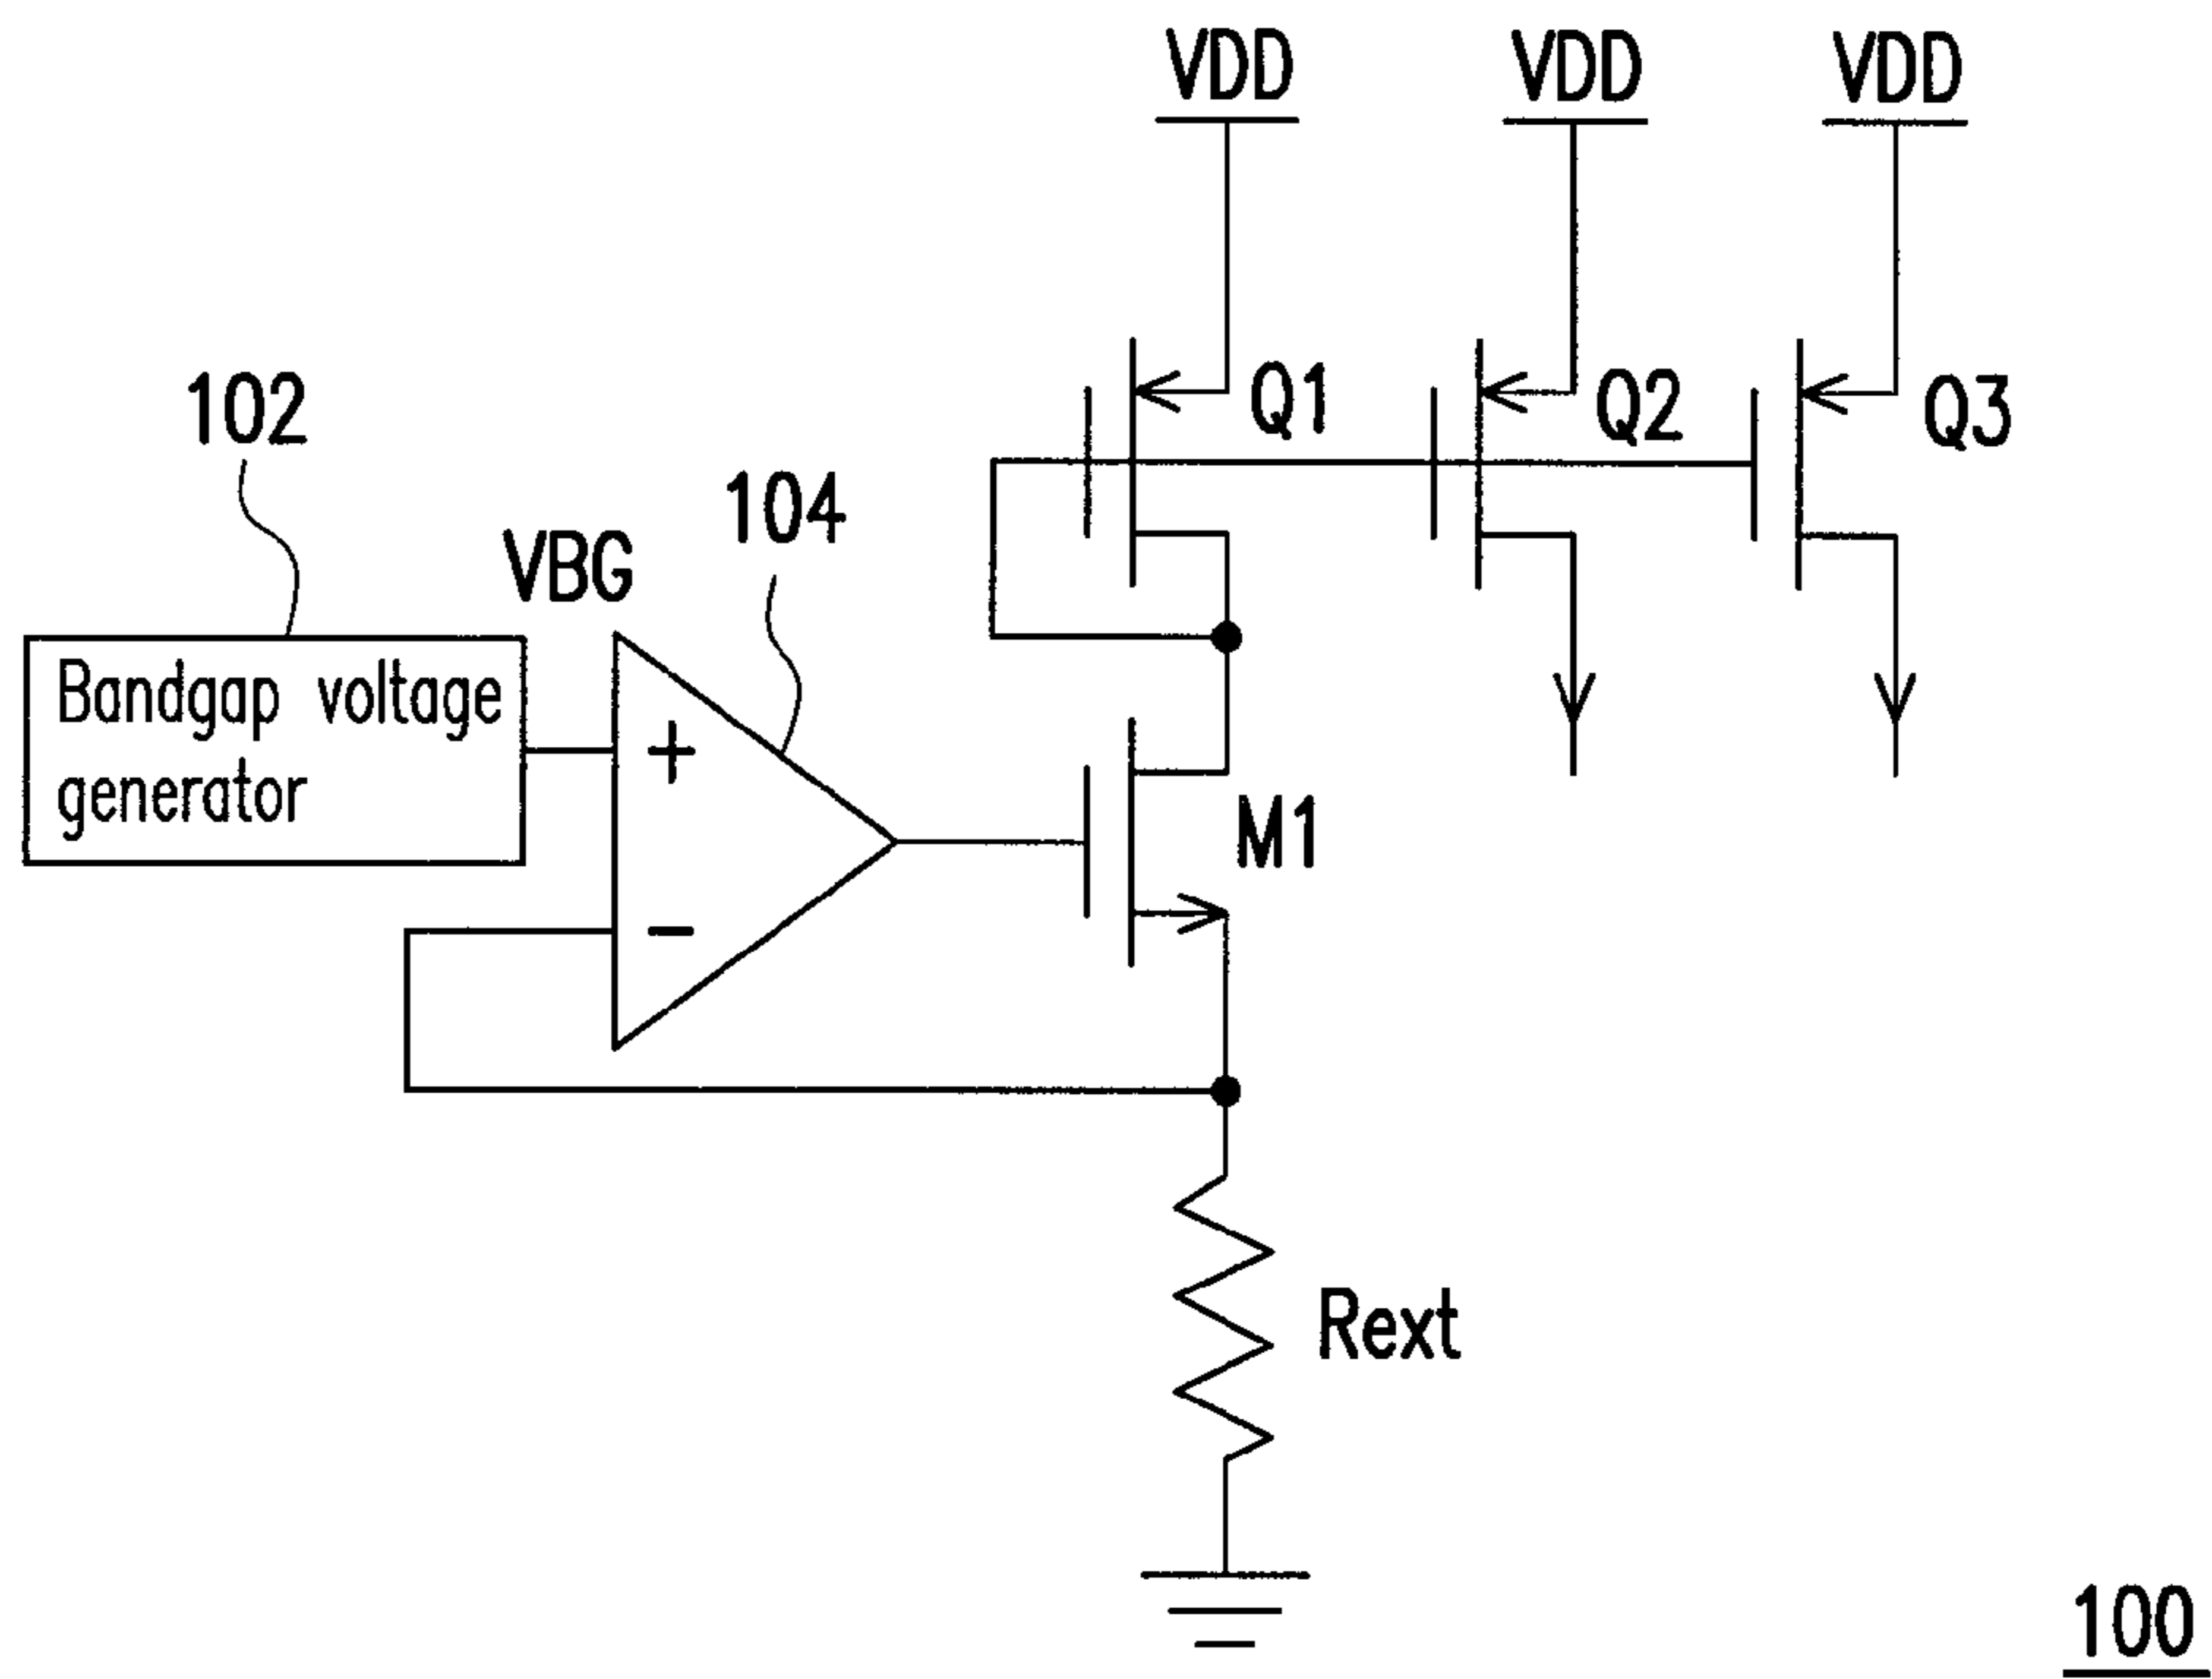 VDD VDD VDD
Q1 Q2 Q3
102
104
VBG
Bandgap voltage
generator
+
M1
-
Rext
100